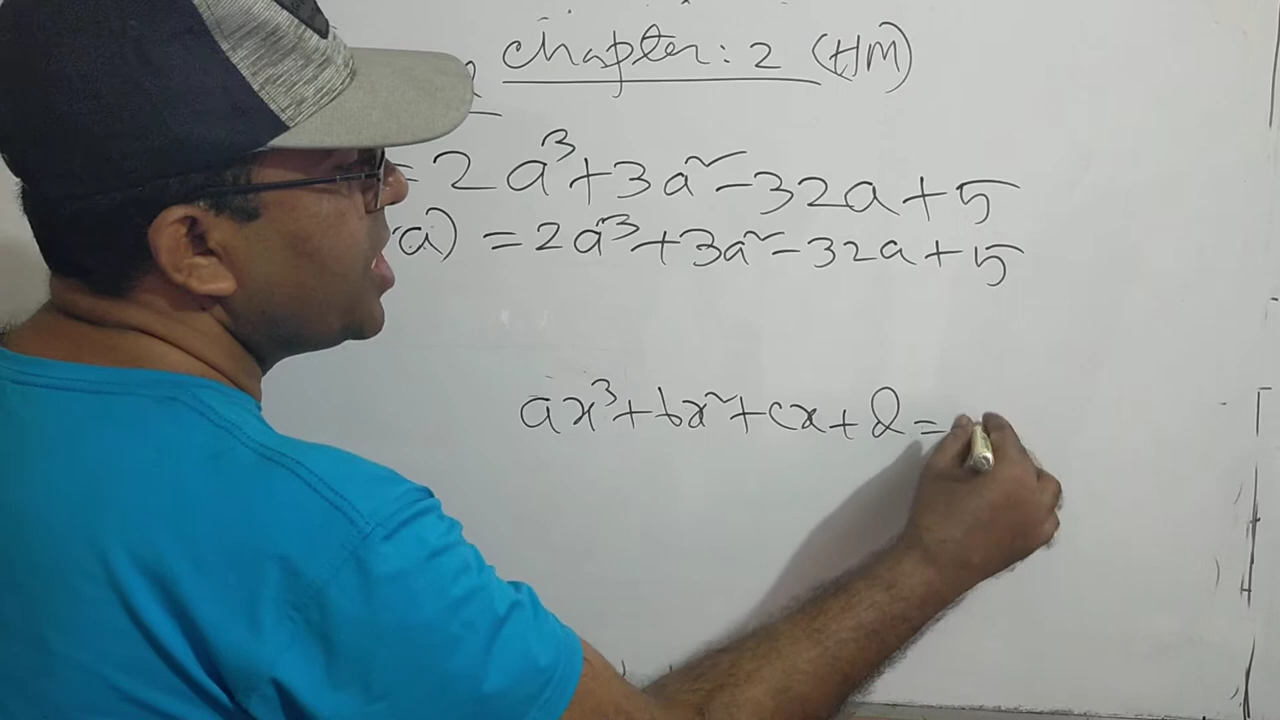 chapter: 2 (HM)
= 2a³+3a²-32a+5
a) = 2a³+3a²-32a+5
ax³+bx²+cx+d=